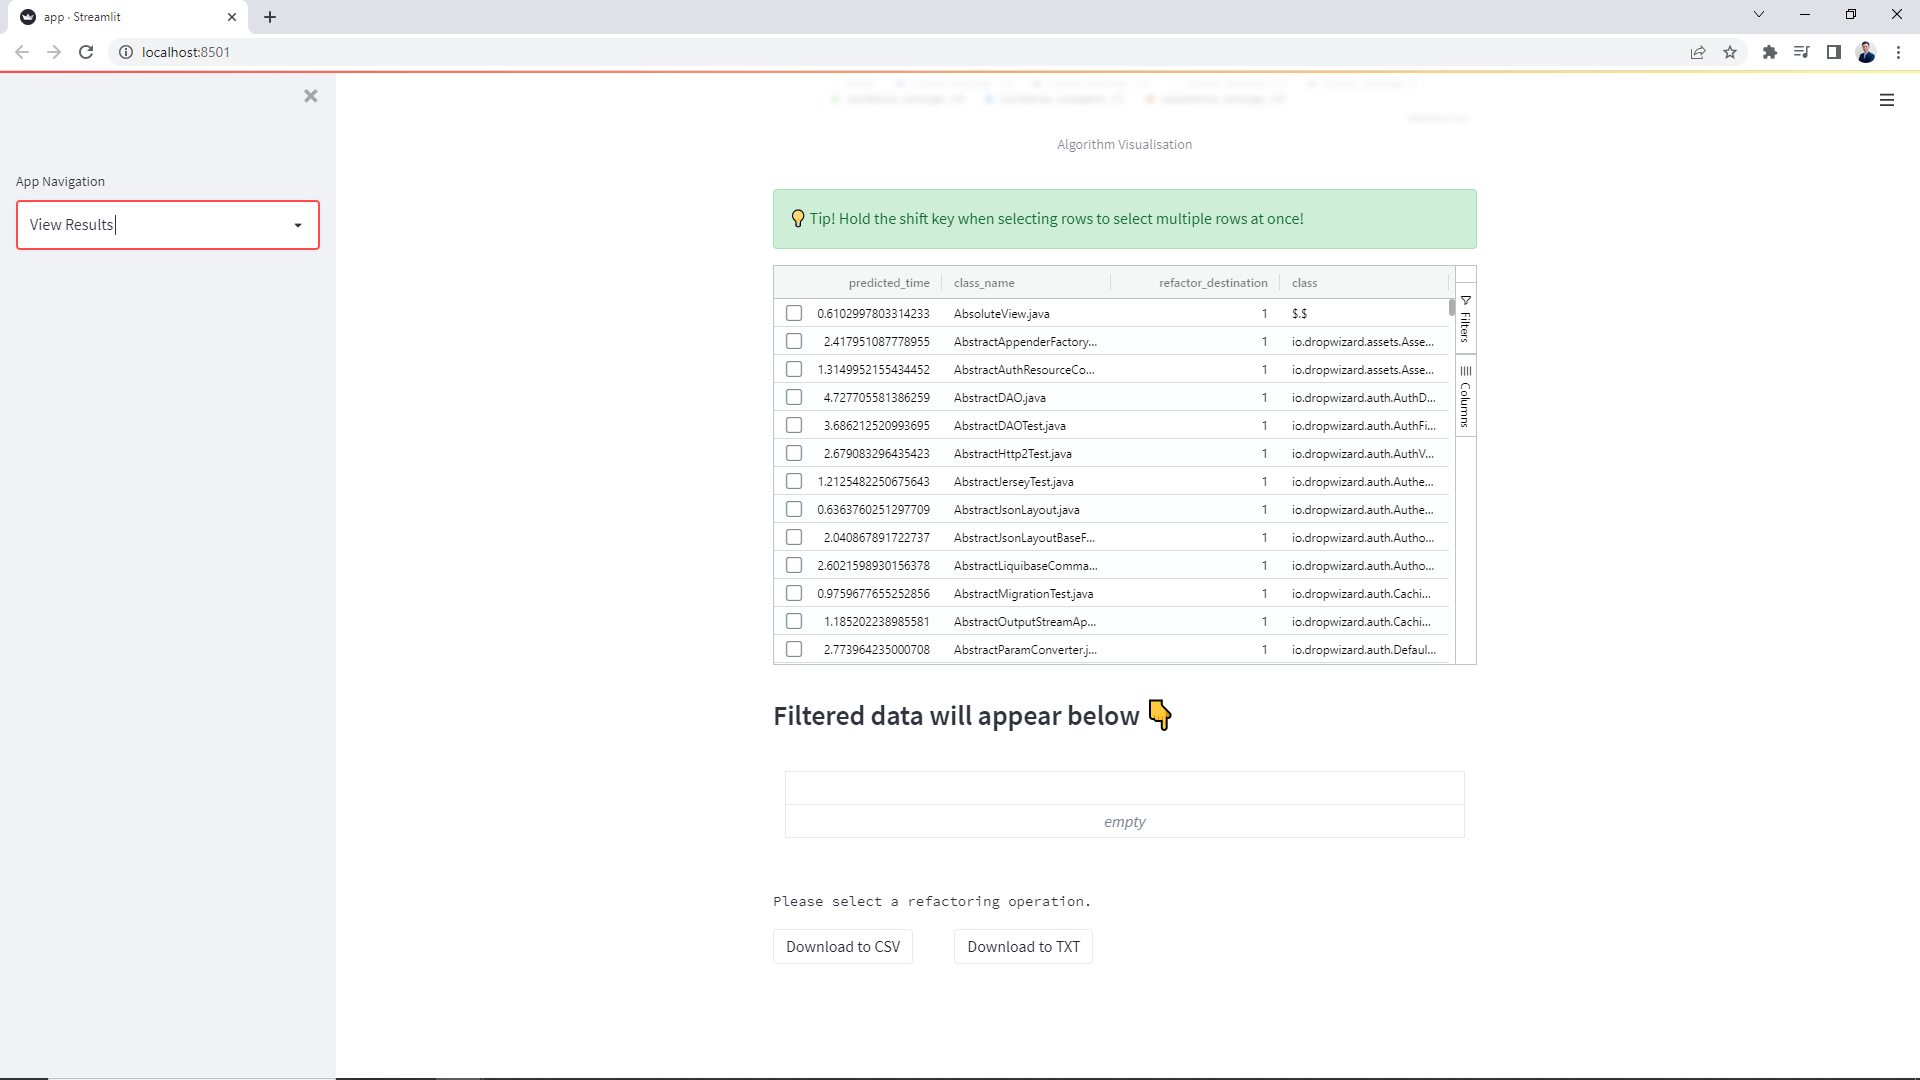 app · Streamlit
localhost:8501
App Navigation
View Results
Algorithm Visualisation
Tip! Hold the shift key when selecting rows to select multiple rows at once!
predicted_time class_name refactor_destination class
0.6102997803314233 AbsoluteView.java 1 $.$
2.417951087778955 AbstractAppenderFactory... 1 io.dropwizard.assets.Asse...
1.3149952155434452 AbstractAuthResourceCo... 1 io.dropwizard.assets.Asse...
4.727705581386259 AbstractDAO.java 1 io.dropwizard.auth.AuthD...
3.686212520993695 AbstractDAOTest.java 1 io.dropwizard.auth.AuthFi...
2.679083296435423 AbstractHttp2Test.java 1 io.dropwizard.auth.AuthV...
1.2125482250675643 AbstractJerseyTest.java 1 io.dropwizard.auth.Authe...
0.6363760251297709 AbstractJsonLayout.java 1 io.dropwizard.auth.Authe...
2.040867891722737 AbstractJsonLayoutBaseF... 1 io.dropwizard.auth.Autho...
2.6021598930156378 AbstractLiquibaseComma... 1 io.dropwizard.auth.Autho...
0.9759677655252856 AbstractMigrationTest.java 1 io.dropwizard.auth.Cachi...
1.185202238985581 AbstractOutputStreamAp... 1 io.dropwizard.auth.Cachi...
2.773964235000708 AbstractParamConverter.j... 1 io.dropwizard.auth.Defaul...
Filters
Columns
Filtered data will appear below
empty
Please select a refactoring operation.
Download to CSV Download to TXT